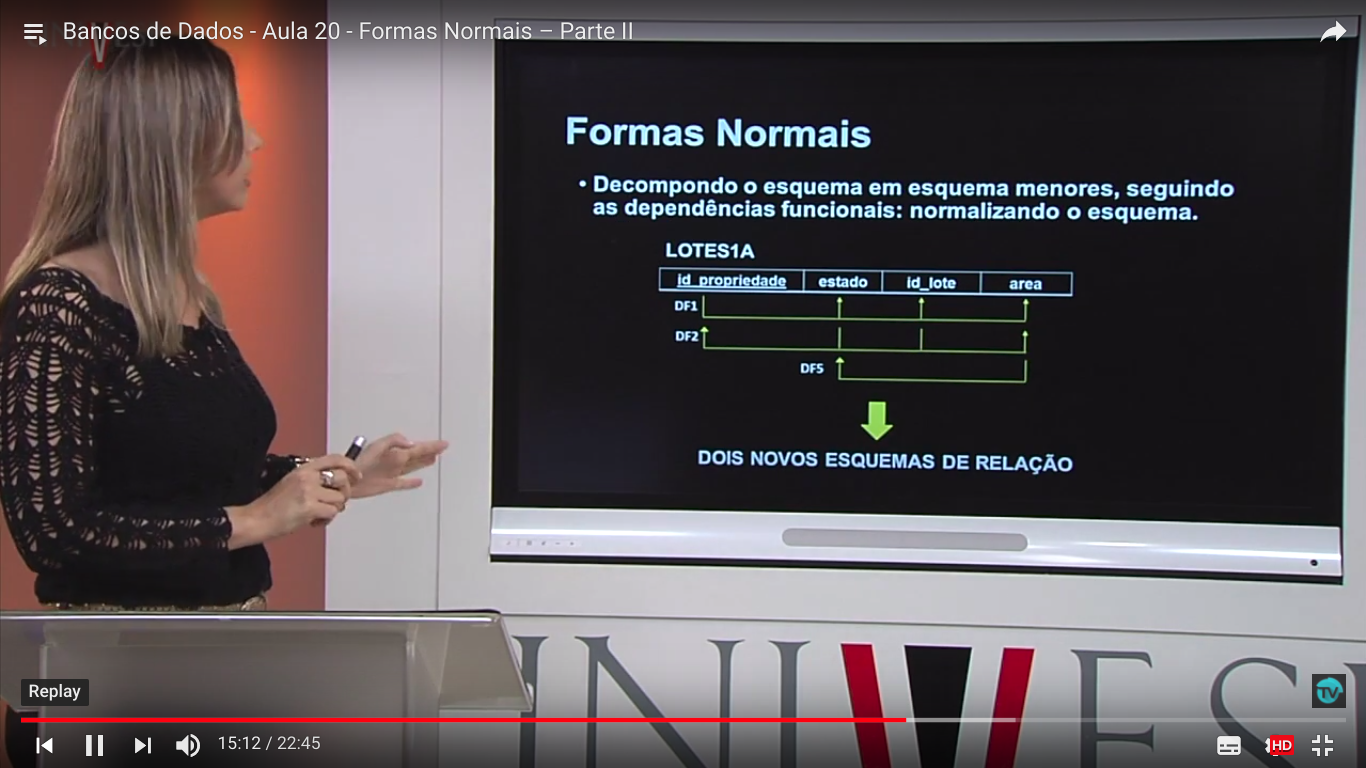 Bancos de Dados - Aula 20 - Formas Normais – Parte II
Formas Normais
• Decompondo o esquema em esquema menores, seguindo
as dependências funcionais: normalizando o esquema.
LOTES1A
id_propriedade estado id_lote area
DF1
DF2
DF5
DOIS NOVOS ESQUEMAS DE RELAÇÃO
UNIVES
Replay
TV
15:12 / 22:45
HD